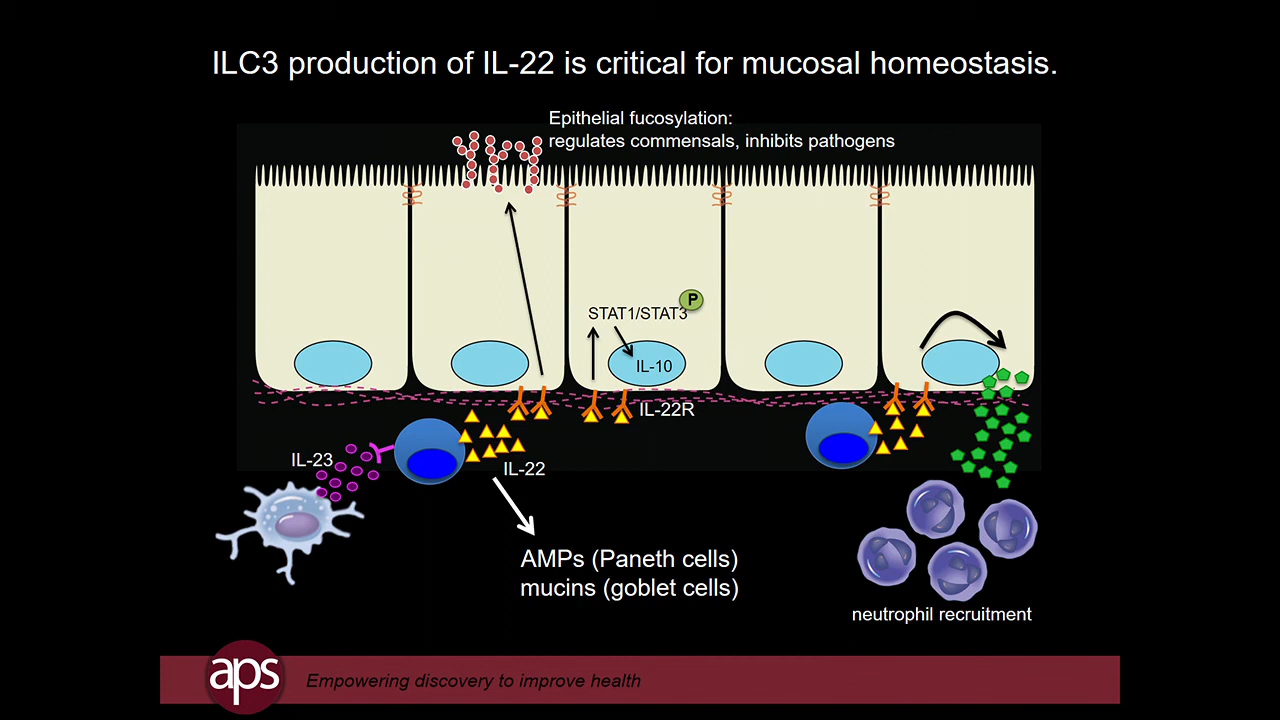 ILC3 production of IL-22 is critical for mucosal homeostasis.
Epithelial fucosylation:
regulates commensals, inhibits pathogens
P
STAT1/STAT3
IL-10
IL-22R
IL-23
IL-22
AMPs (Paneth cells)
mucins (goblet cells)
neutrophil recruitment
aps
Empowering discovery to improve health